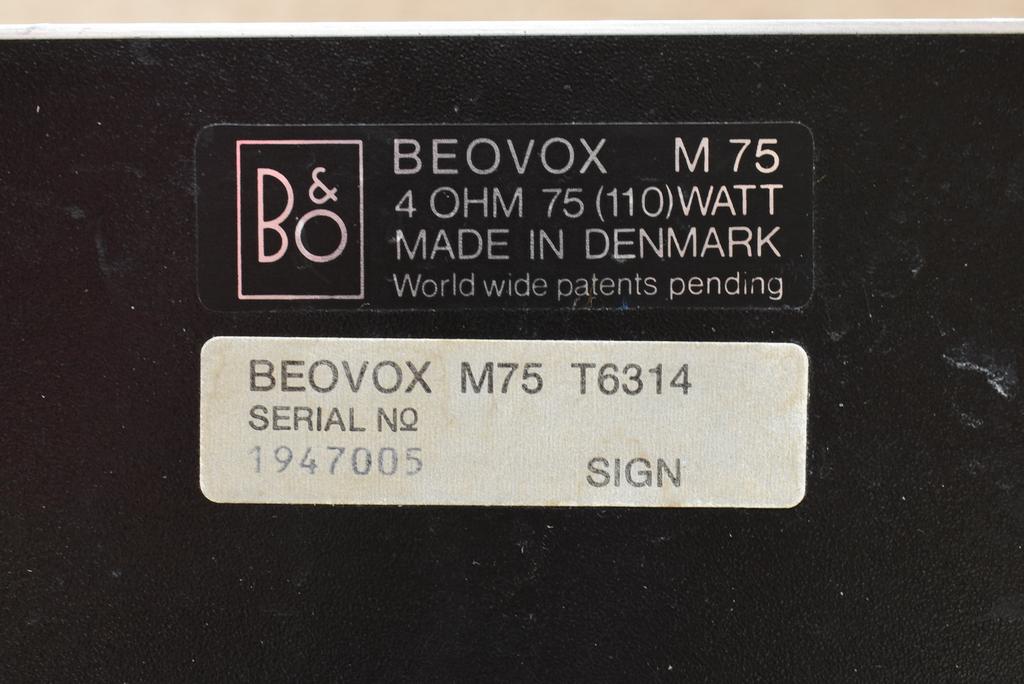 B&O
BEOVOX M 75
4 OHM 75 (110) WATT
MADE IN DENMARK
World wide patents pending
BEOVOX M75 T6314
SERIAL Nº
1947005
SIGN